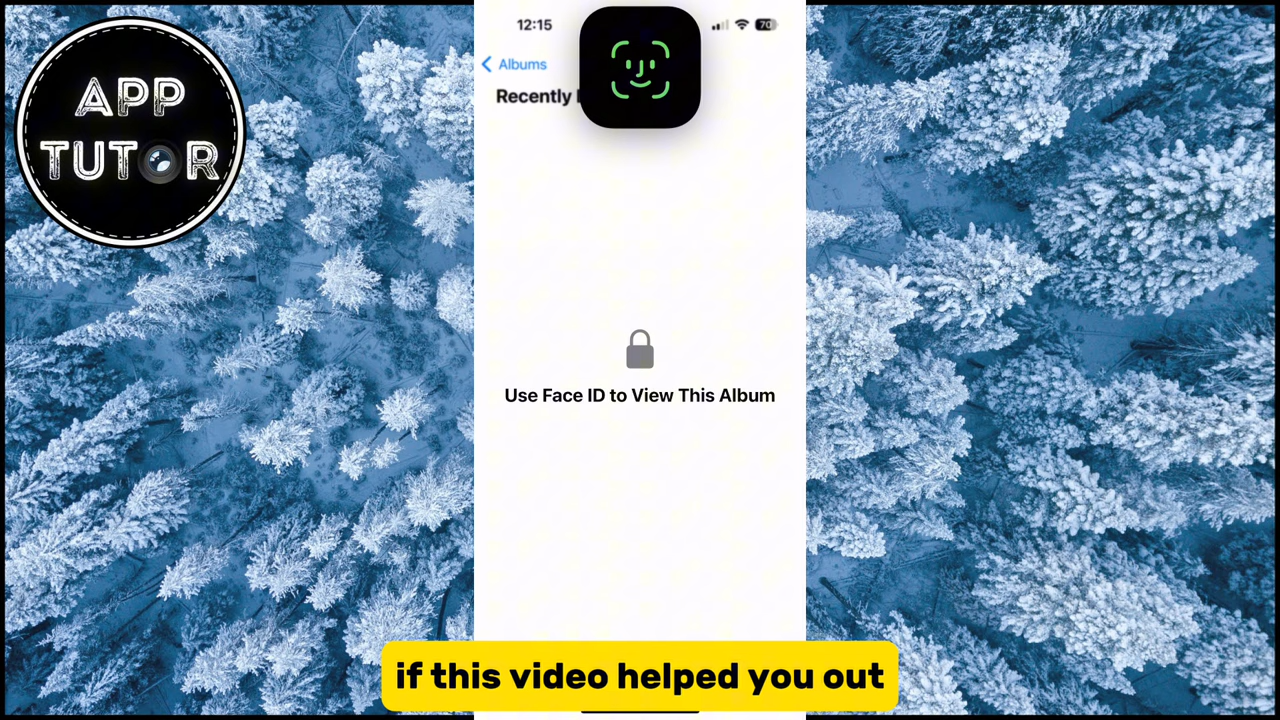 APP
TUTOR
12:15
70
Albums
Recently
Use Face ID to View This Album
if this video helped you out